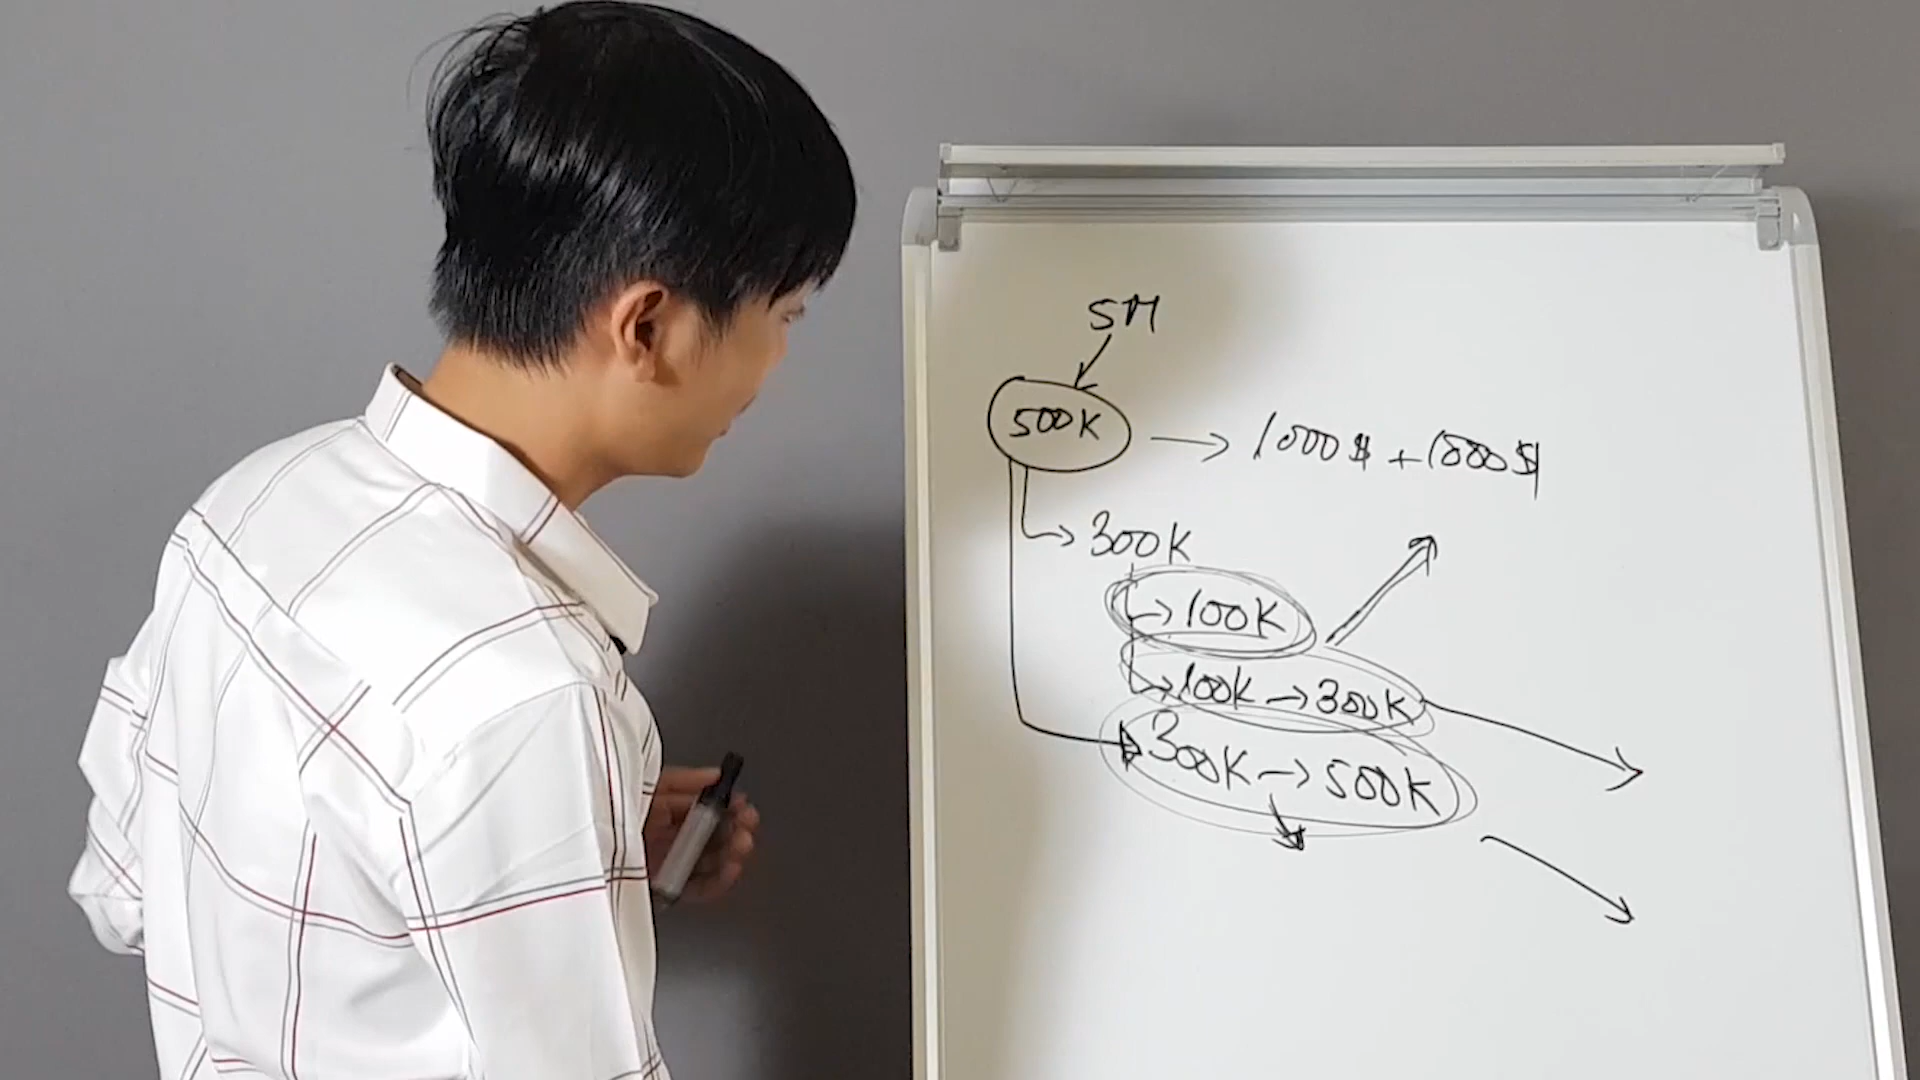 5M
500K → 1000$ + 1000$
→ 300K
→ 100K
→ 100K → 300K
300K → 500K